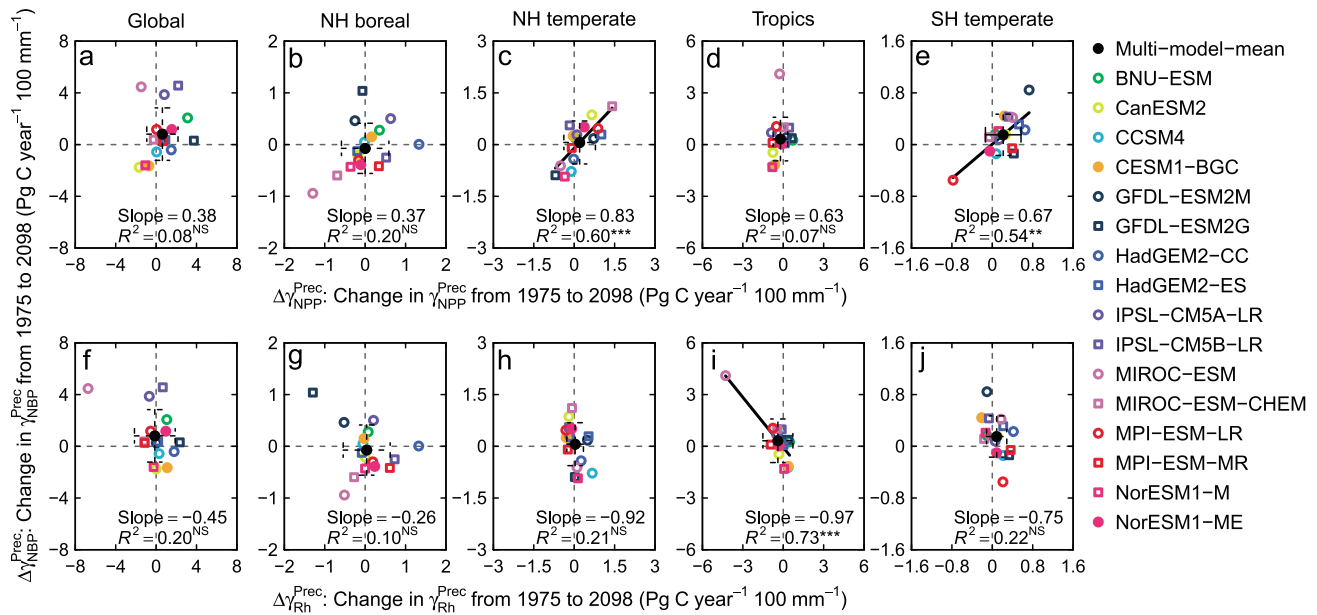 Global
NH boreal
NH temperate
Tropics
SH temperate
a
8
4
0
−4
−8
Slope = 0.38
R² = 0.08^NS
−8 −4 0 4 8
b
2
1
0
−1
−2
Slope = 0.37
R² = 0.20^NS
−2 −1 0 1 2
c
3.0
1.5
0
−1.5
−3
Slope = 0.83
R² = 0.60***
−3 −1.5 0 1.5 3
d
6
3
0
−3
−6
Slope = 0.63
R² = 0.07^NS
−6 −3 0 3 6
e
1.6
0.8
0
−0.8
−1.6
Slope = 0.67
R² = 0.54**
−1.6 −0.8 0 0.8 1.6
Δγ^Prec_NPP: Change in γ^Prec_NPP from 1975 to 2098 (Pg C year⁻¹ 100 mm⁻¹)
Δγ^Prec_NBP: Change in γ^Prec_NBP from 1975 to 2098 (Pg C year⁻¹ 100 mm⁻¹)
f
8
4
0
−4
−8
Slope = −0.45
R² = 0.20^NS
−8 −4 0 4 8
g
2
1
0
−1
−2
Slope = −0.26
R² = 0.10^NS
−2 −1 0 1 2
h
3
1.5
0
−1.5
−3
Slope = −0.92
R² = 0.21^NS
−3 −1.5 0 1.5 3
i
6
3
0
−3
−6
Slope = −0.97
R² = 0.73***
−6 −3 0 3 6
j
1.6
0.8
0
−0.8
−1.6
Slope = −0.75
R² = 0.22^NS
−1.6 −0.8 0 0.8 1.6
Δγ^Prec_Rh: Change in γ^Prec_Rh from 1975 to 2098 (Pg C year⁻¹ 100 mm⁻¹)
Multi−model−mean
BNU−ESM
CanESM2
CCSM4
CESM1−BGC
GFDL−ESM2M
GFDL−ESM2G
HadGEM2−CC
HadGEM2−ES
IPSL−CM5A−LR
IPSL−CM5B−LR
MIROC−ESM
MIROC−ESM−CHEM
MPI−ESM−LR
MPI−ESM−MR
NorESM1−M
NorESM1−ME